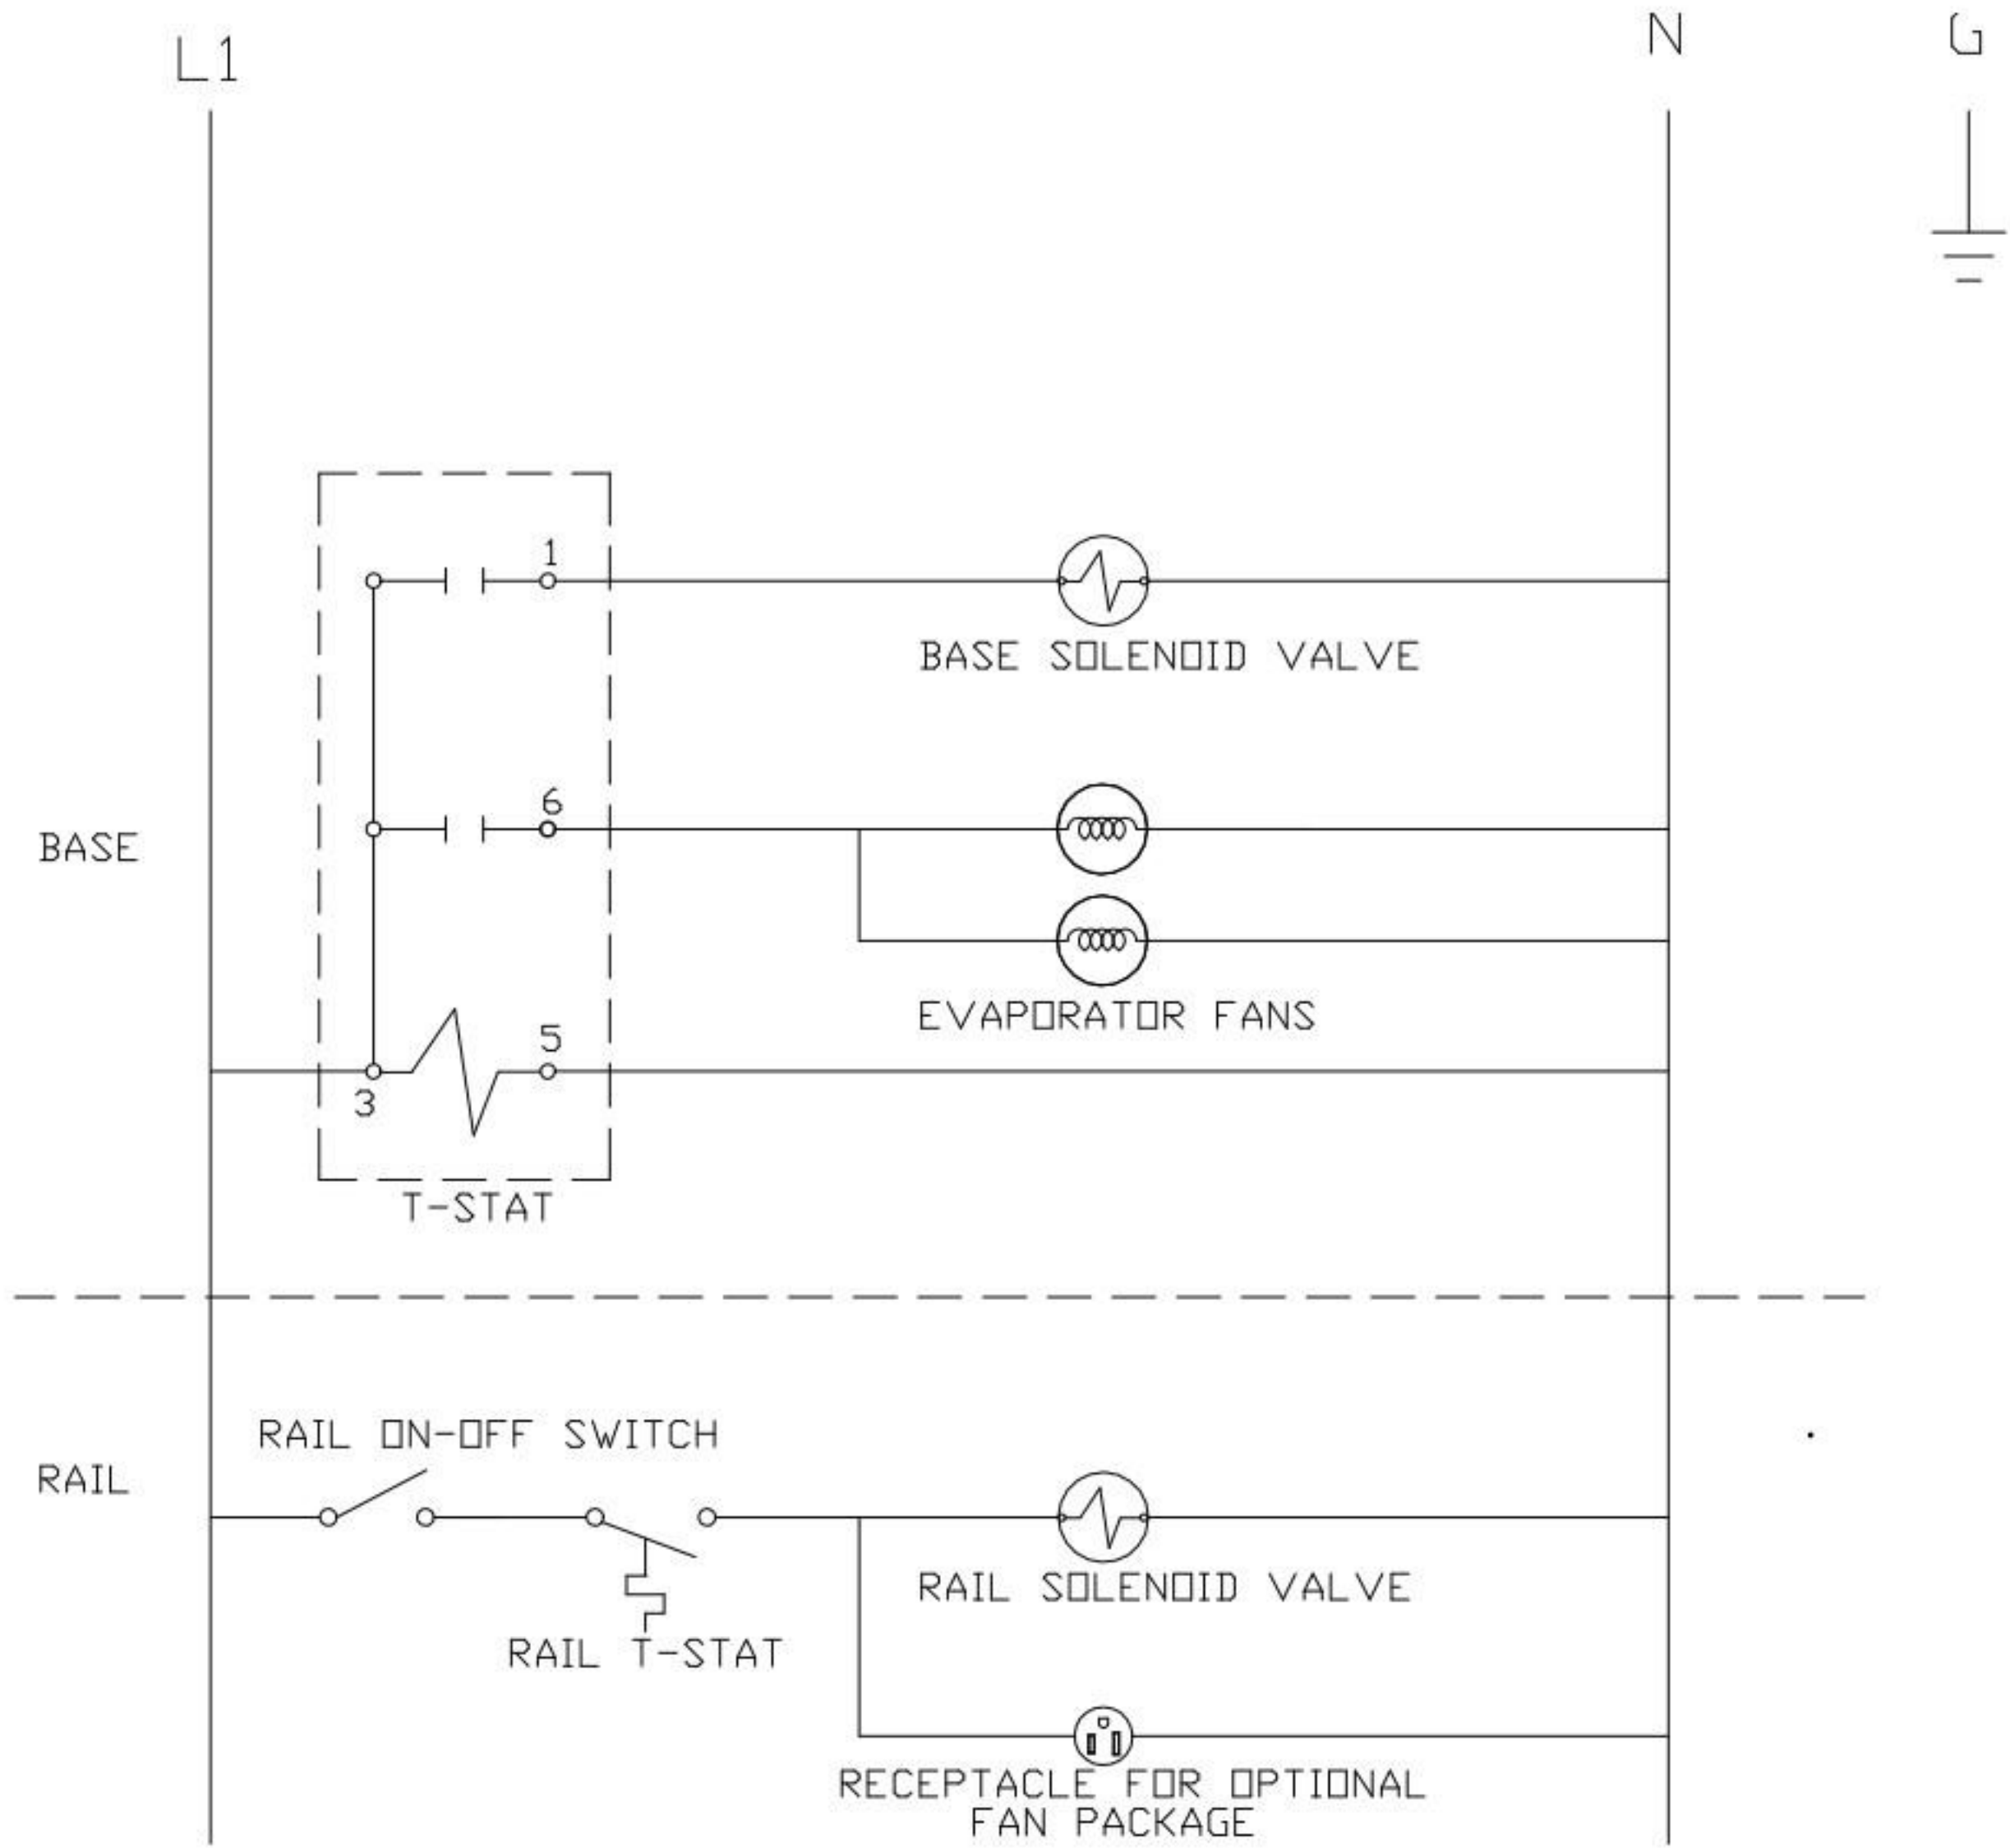 L1 N G
1
BASE SOLENOID VALVE
6
BASE
EVAPORATOR FANS
5
3
T-STAT
RAIL ON-OFF SWITCH
RAIL
RAIL SOLENOID VALVE
RAIL T-STAT
RECEPTACLE FOR OPTIONAL
FAN PACKAGE